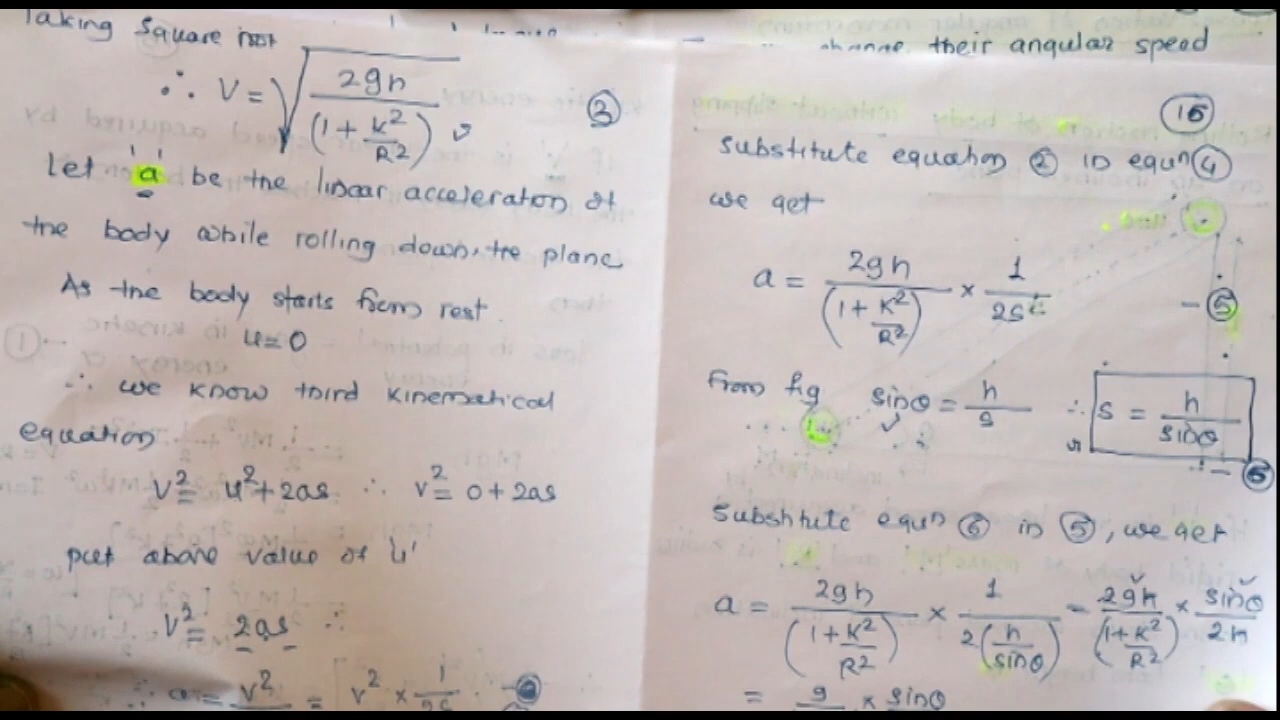 Taking square root
∴ V = √(2gh / (1 + K²/R²)) ③
Let 'a' be the linear acceleration of
the body while rolling down, the plane
As the body starts from rest
u = 0
∴ we know third kinematical
equation
V² = u² + 2as ∴ V² = 0 + 2as
put above value of 'u'
V² = 2as ∴
∴ a = V² = V² × 1
change their angular speed
16
Substitute equation ② in equn ④
we get
a = 2gh / (1 + K²/R²) × 1/2s - ⑤
From fig sinθ = h/s ∴ s = h/sinθ - ⑥
Substitute equn ⑥ in ⑤, we get
a = 2gh / (1 + K²/R²) × 1 / 2(h/sinθ) = 2gh / (1 + K²/R²) × sinθ/2h
= g × sinθ